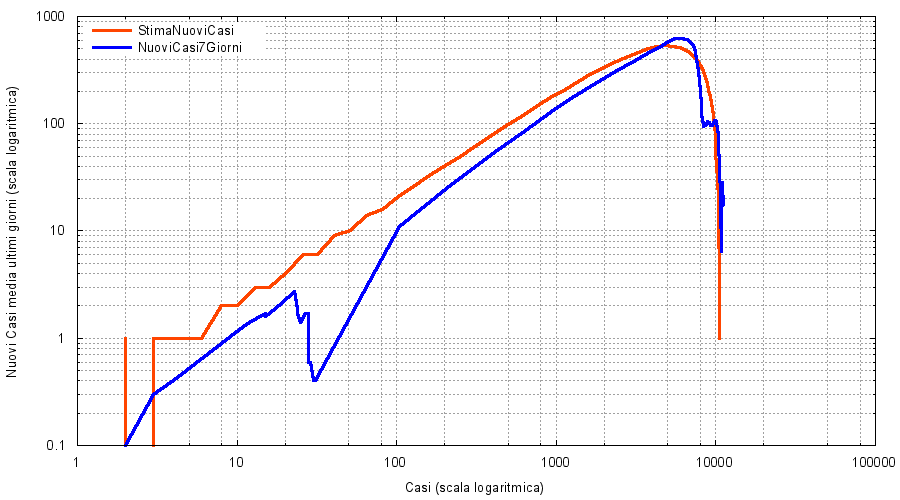 1000
StimaNuoviCasi
NuoviCasi7Giorni
100
10
1
0.1
Nuovi Casi media ultimi giorni (scala logaritmica)
1 10 100 1000 10000 100000
Casi (scala logaritmica)